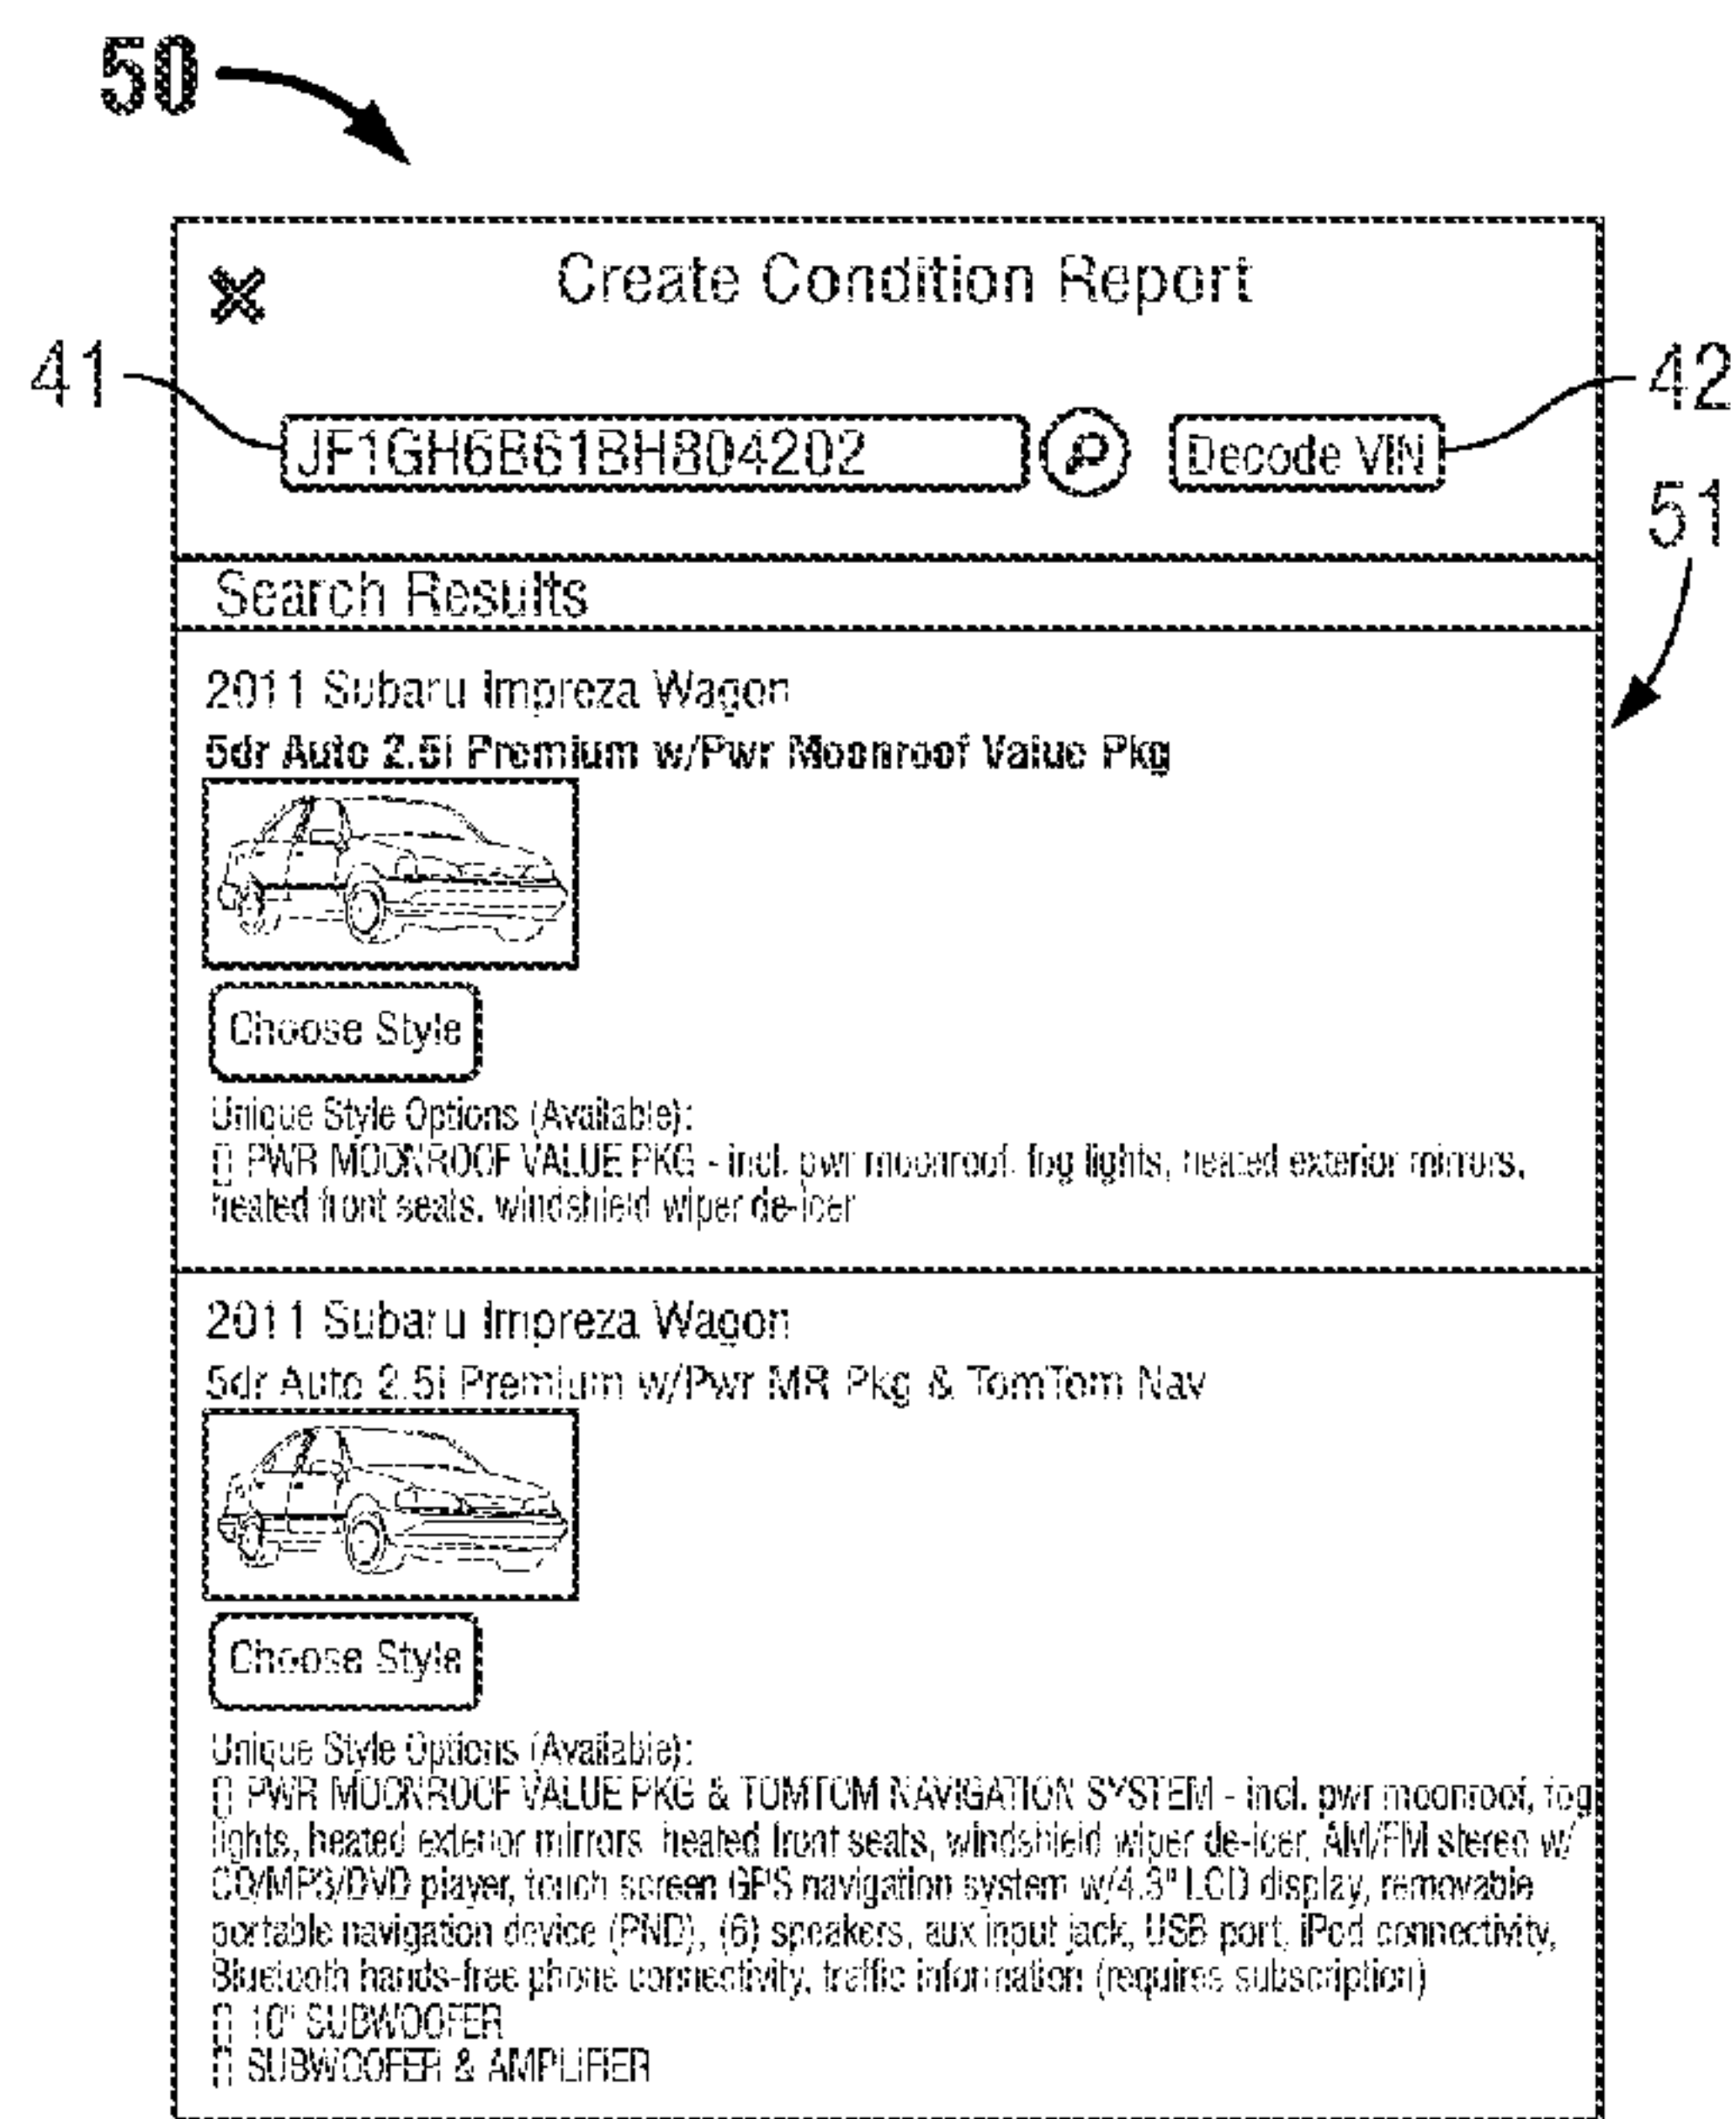 50
Create Condition Report
41
42
JF1GH6B61BH804202
Decode VIN
51
Search Results
2011 Subaru Impreza Wagon
5dr Auto 2.5i Premium w/Pwr Moonroof Value Pkg
Choose Style
Unique Style Options (Available):
▯ PWR MOONROOF VALUE PKG - incl. pwr moonroof, fog lights, heated exterior mirrors,
heated front seats, windshield wiper de-icer
2011 Subaru Impreza Wagon
5dr Auto 2.5i Premium w/Pwr MR Pkg & TomTom Nav
Choose Style
Unique Style Options (Available):
▯ PWR MOONROOF VALUE PKG & TOMTOM NAVIGATION SYSTEM - incl. pwr moonroof, fog
lights, heated exterior mirrors, heated front seats, windshield wiper de-icer, AM/FM stereo w/
CD/MP3/DVD player, touch screen GPS navigation system w/4.3" LCD display, removable
portable navigation device (PND), (6) speakers, aux input jack, USB port, iPod connectivity,
Bluetooth hands-free phone connectivity, traffic information (requires subscription)
▯ 10" SUBWOOFER
▯ SUBWOOFER & AMPLIFIER